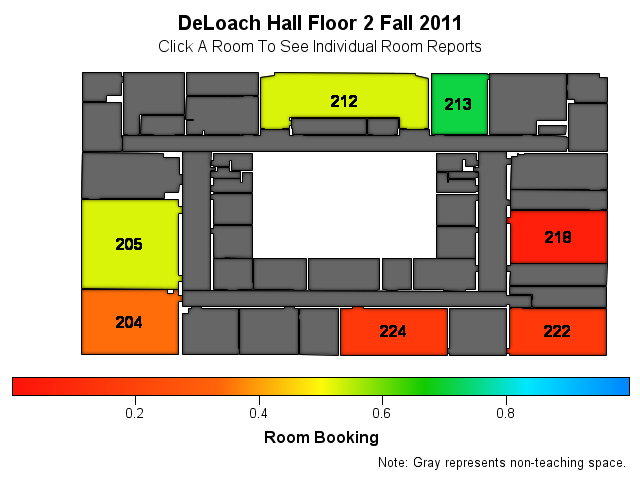 DeLoach Hall Floor 2 Fall 2011
Click A Room To See Individual Room Reports
212
213
205
218
204
224
222
0.2 0.4 0.6 0.8
Room Booking
Note: Gray represents non-teaching space.